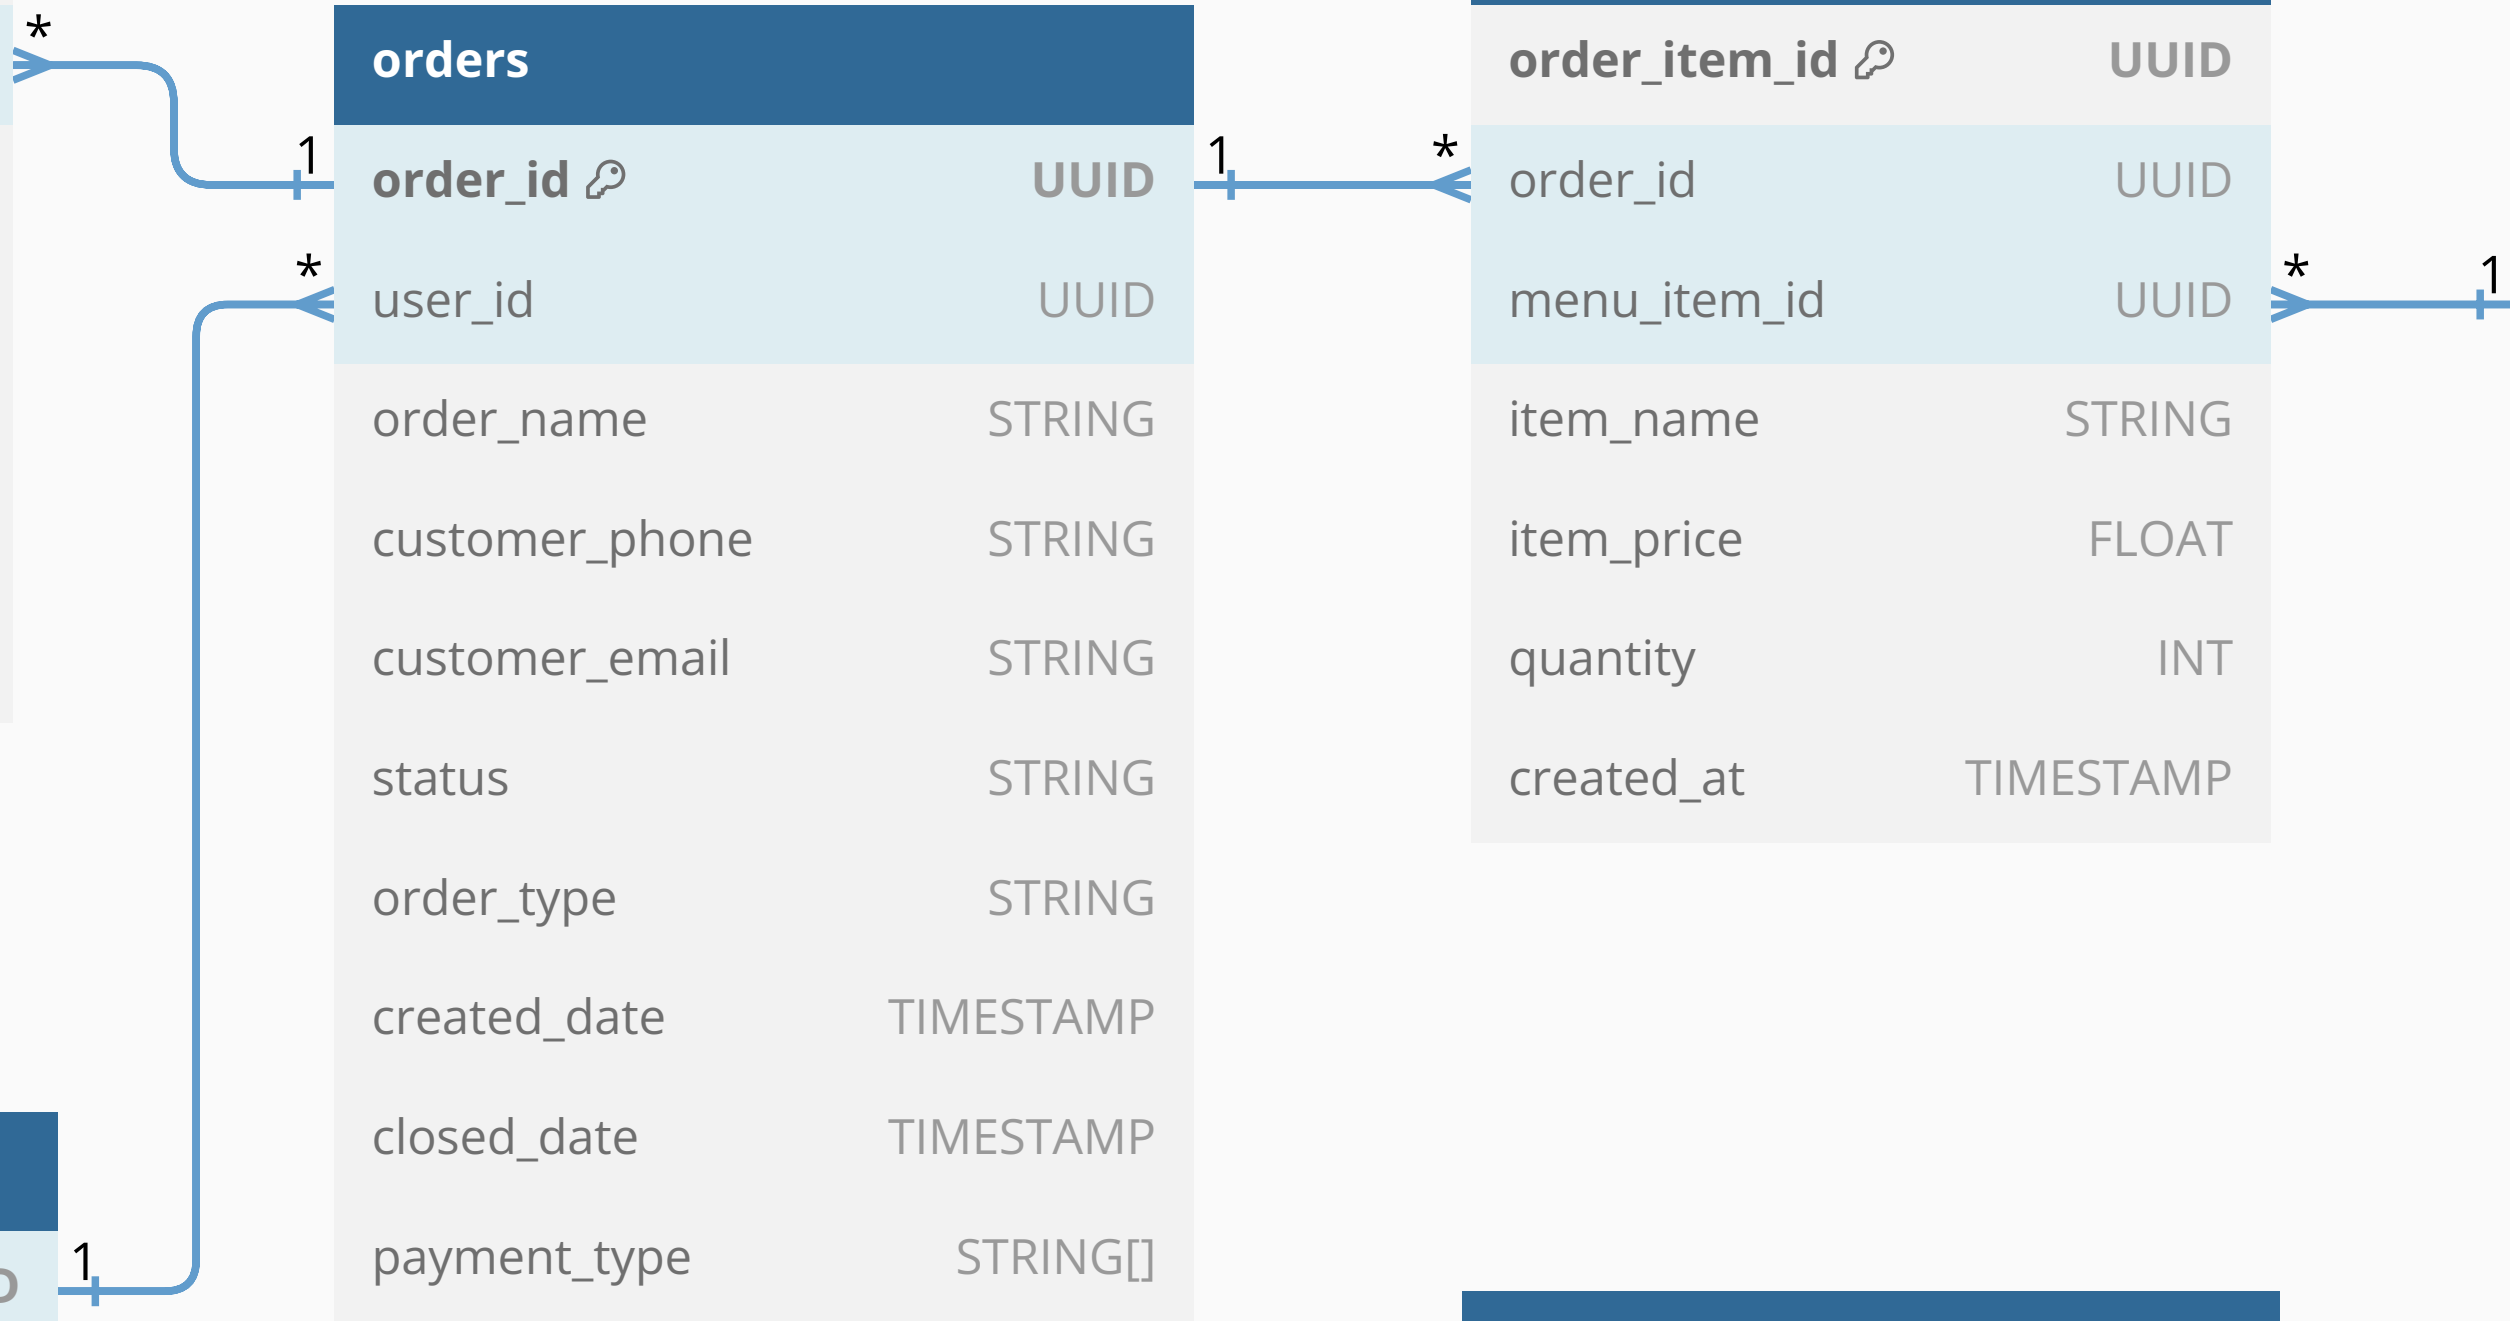 *
1
*
1
orders
order_id UUID
user_id UUID
order_name STRING
customer_phone STRING
customer_email STRING
status STRING
order_type STRING
created_date TIMESTAMP
closed_date TIMESTAMP
payment_type STRING[]
1
*
order_item_id UUID
order_id UUID
menu_item_id UUID
item_name STRING
item_price FLOAT
quantity INT
created_at TIMESTAMP
*
1